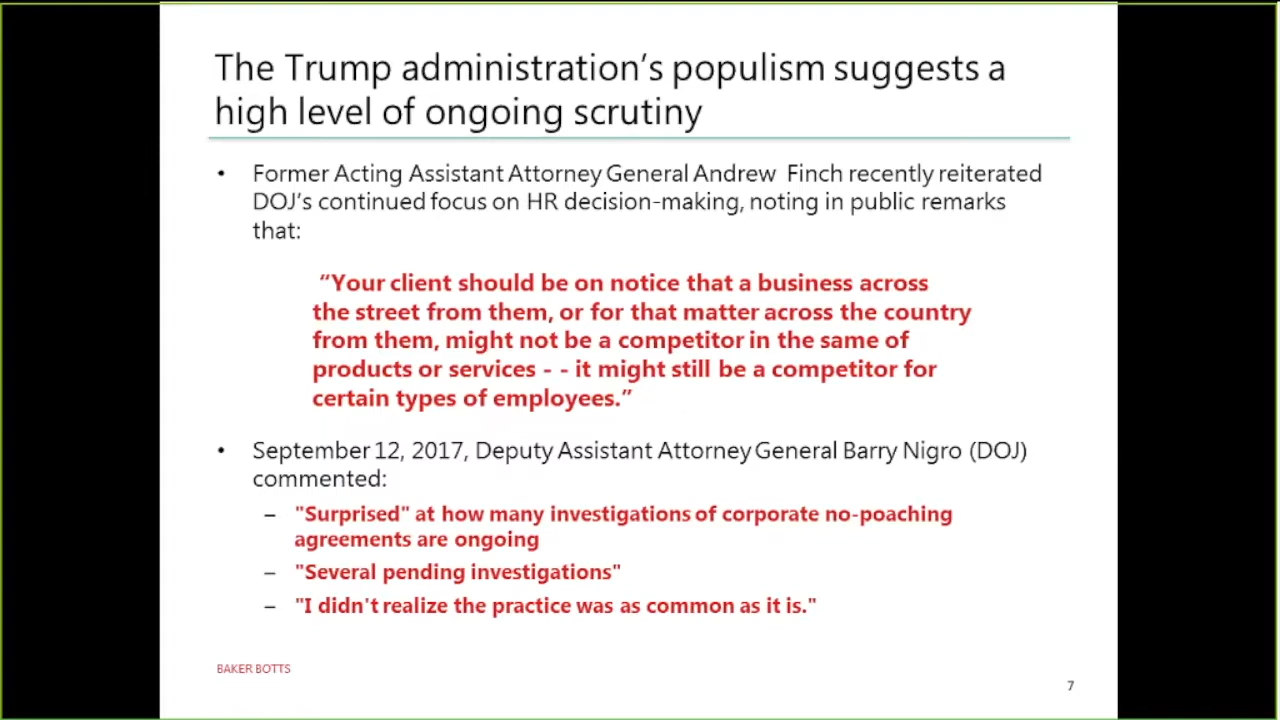 The Trump administration's populism suggests a
high level of ongoing scrutiny
• Former Acting Assistant Attorney General Andrew Finch recently reiterated
DOJ's continued focus on HR decision-making, noting in public remarks
that:
“Your client should be on notice that a business across
the street from them, or for that matter across the country
from them, might not be a competitor in the same of
products or services - - it might still be a competitor for
certain types of employees.”
• September 12, 2017, Deputy Assistant Attorney General Barry Nigro (DOJ)
commented:
– "Surprised" at how many investigations of corporate no-poaching
agreements are ongoing
– "Several pending investigations"
– "I didn't realize the practice was as common as it is."
BAKER BOTTS
7